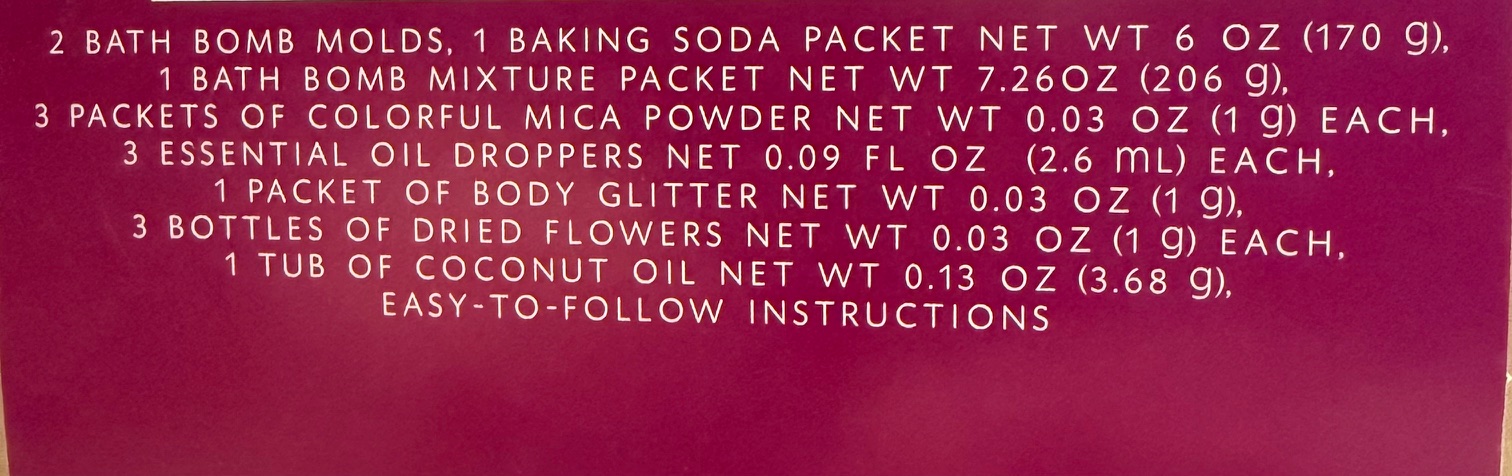 2 BATH BOMB MOLDS, 1 BAKING SODA PACKET NET WT 6 OZ (170 g),
1 BATH BOMB MIXTURE PACKET NET WT 7.26OZ (206 g),
3 PACKETS OF COLORFUL MICA POWDER NET WT 0.03 OZ (1 g) EACH,
3 ESSENTIAL OIL DROPPERS NET 0.09 FL OZ (2.6 mL) EACH,
1 PACKET OF BODY GLITTER NET WT 0.03 OZ (1 g),
3 BOTTLES OF DRIED FLOWERS NET WT 0.03 OZ (1 g) EACH,
1 TUB OF COCONUT OIL NET WT 0.13 OZ (3.68 g),
EASY-TO-FOLLOW INSTRUCTIONS